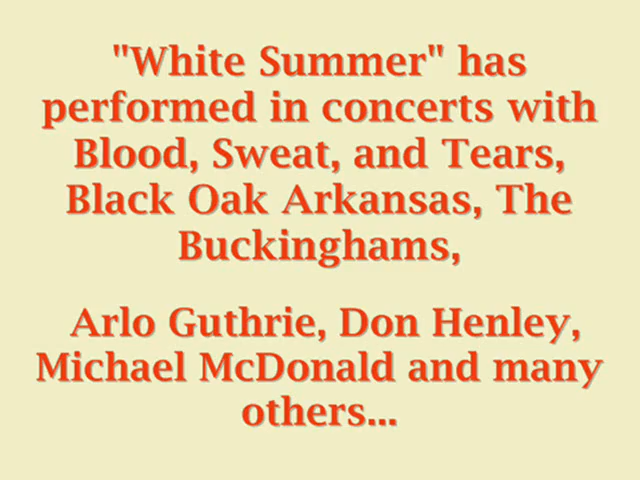 "White Summer" has
performed in concerts with
Blood, Sweat, and Tears,
Black Oak Arkansas, The
Buckinghams,
Arlo Guthrie, Don Henley,
Michael McDonald and many
others...